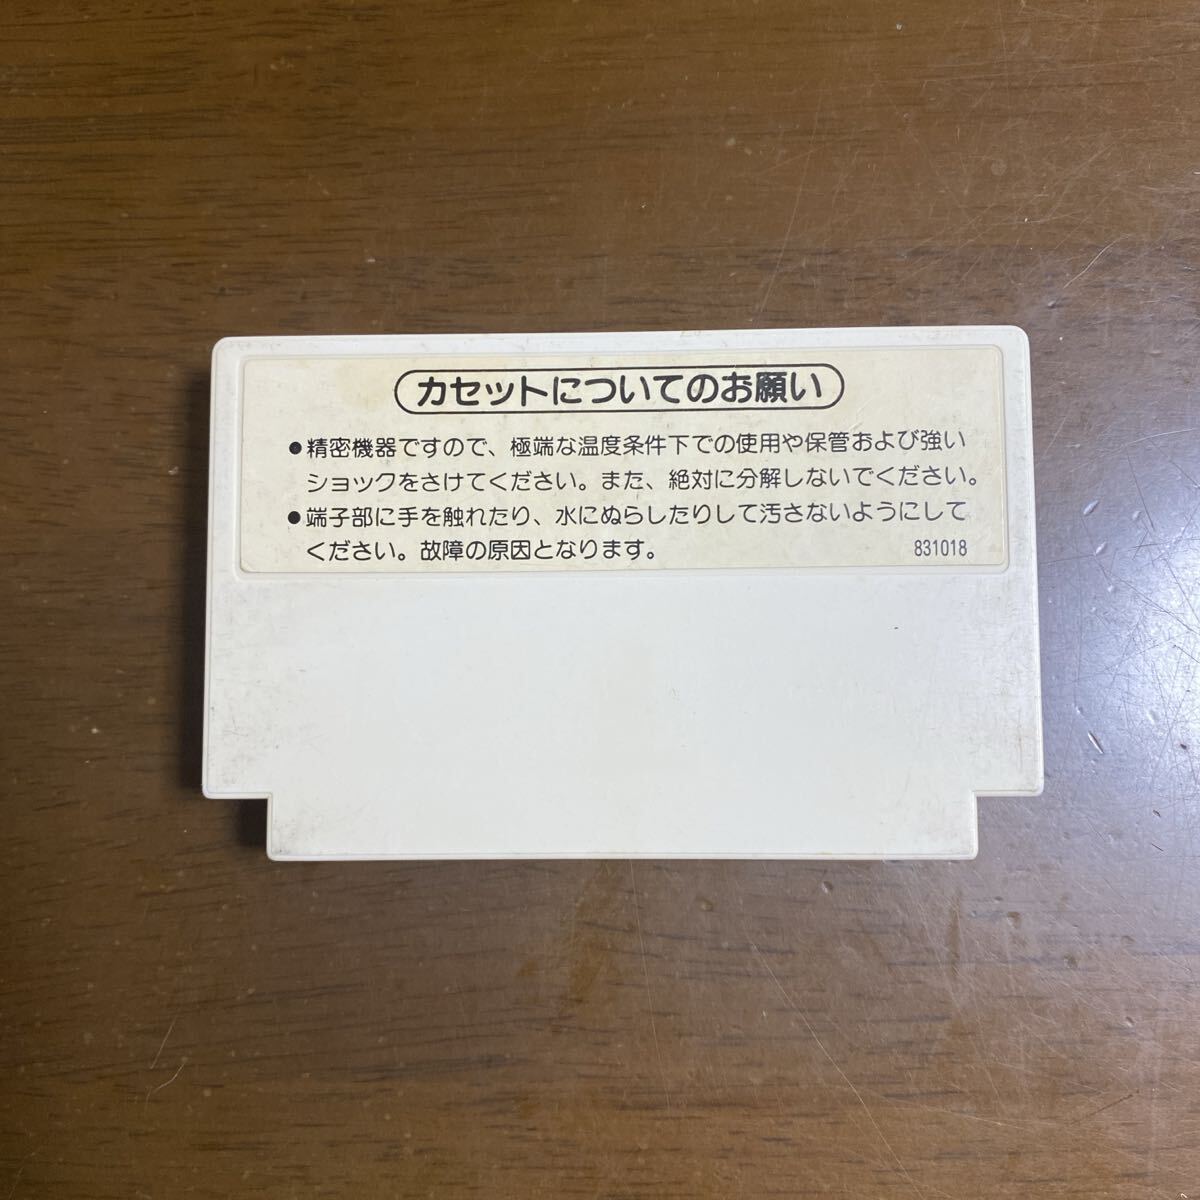 カセットについてのお願い
●精密機器ですので、極端な温度条件下での使用や保管および強い
ショックをさけてください。また、絶対に分解しないでください。
●端子部に手を触れたり、水にぬらしたりして汚さないようにして
ください。故障の原因となります。 831018